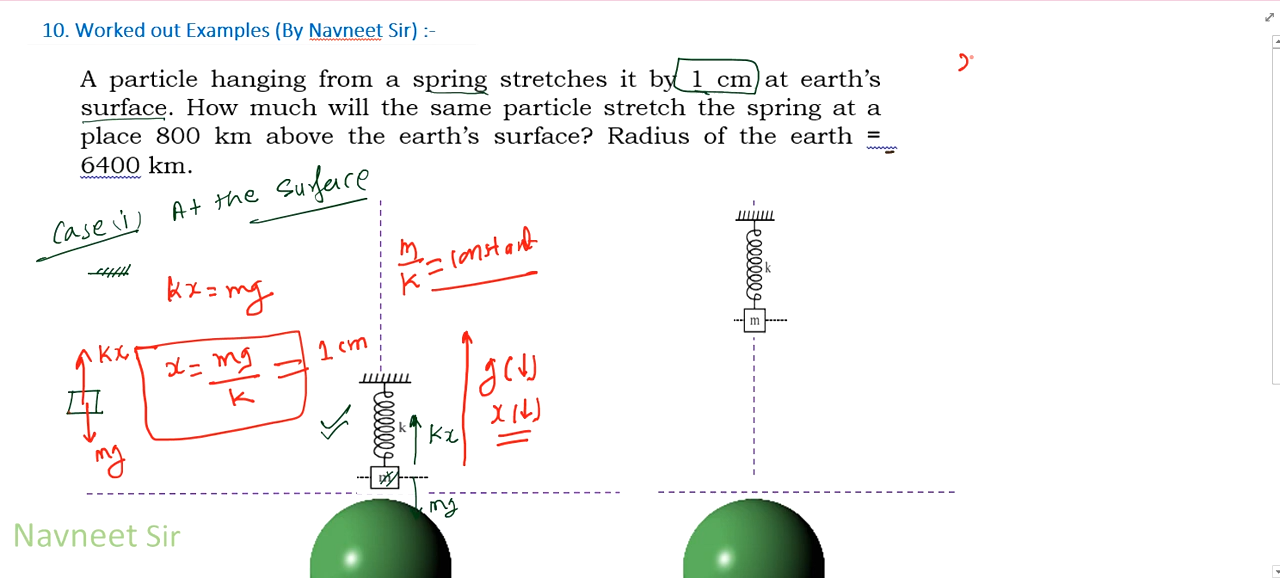 10. Worked out Examples (By Navneet Sir) :-
A particle hanging from a spring stretches it by 1 cm at earth's
surface. How much will the same particle stretch the spring at a
place 800 km above the earth's surface? Radius of the earth =
6400 km.
Case (i) At the Surface
m/K = constant
kx = mg
Kx
x = mg/K = 1 cm
mg
g(↓)
x(↓)
k
Kx
m
mg
k
m
Navneet Sir